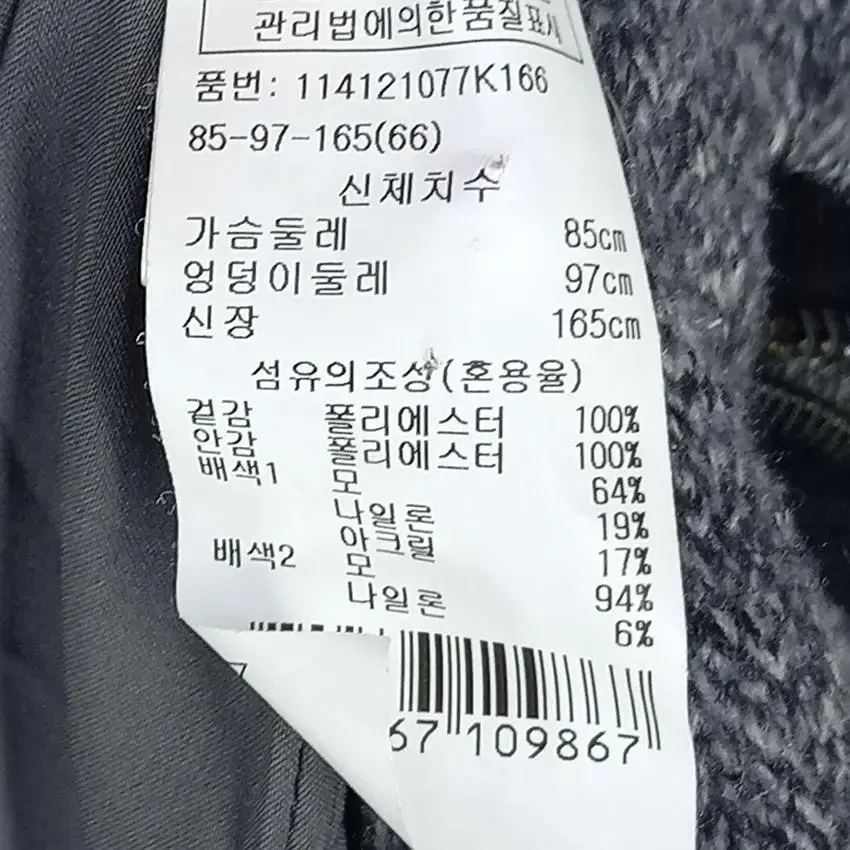 관리법에의한품질표시
품번: 114121077K166
85-97-165(66)
신체치수
가슴둘레 85cm
엉덩이둘레 97cm
신장 165cm
섬유의조성(혼용율)
겉감 폴리에스터 100%
안감 폴리에스터 100%
배색1 모 64%
나일론 19%
아크릴 17%
배색2 모 94%
나일론 6%
67 109867